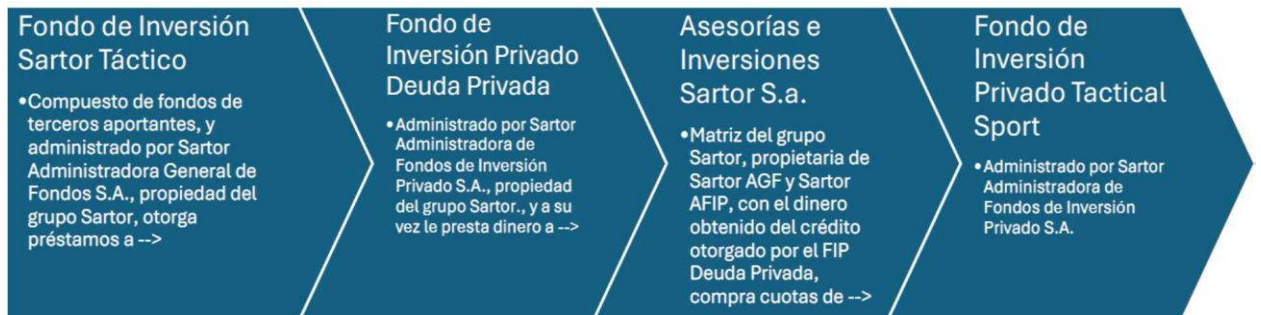 Fondo de Inversión
Sartor Táctico
•Compuesto de fondos de
terceros aportantes, y
administrado por Sartor
Administradora General de
Fondos S.A., propiedad del
grupo Sartor, otorga
préstamos a -->
Fondo de
Inversión Privado
Deuda Privada
•Administrado por Sartor
Administradora de
Fondos de Inversión
Privado S.A., propiedad
del grupo Sartor., y a su
vez le presta dinero a -->
Asesorías e
Inversiones
Sartor S.a.
•Matriz del grupo
Sartor, propietaria de
Sartor AGF y Sartor
AFIP, con el dinero
obtenido del crédito
otorgado por el FIP
Deuda Privada,
compra cuotas de -->
Fondo de
Inversión
Privado Tactical
Sport
•Administrado por Sartor
Administradora de
Fondos de Inversión
Privado S.A.